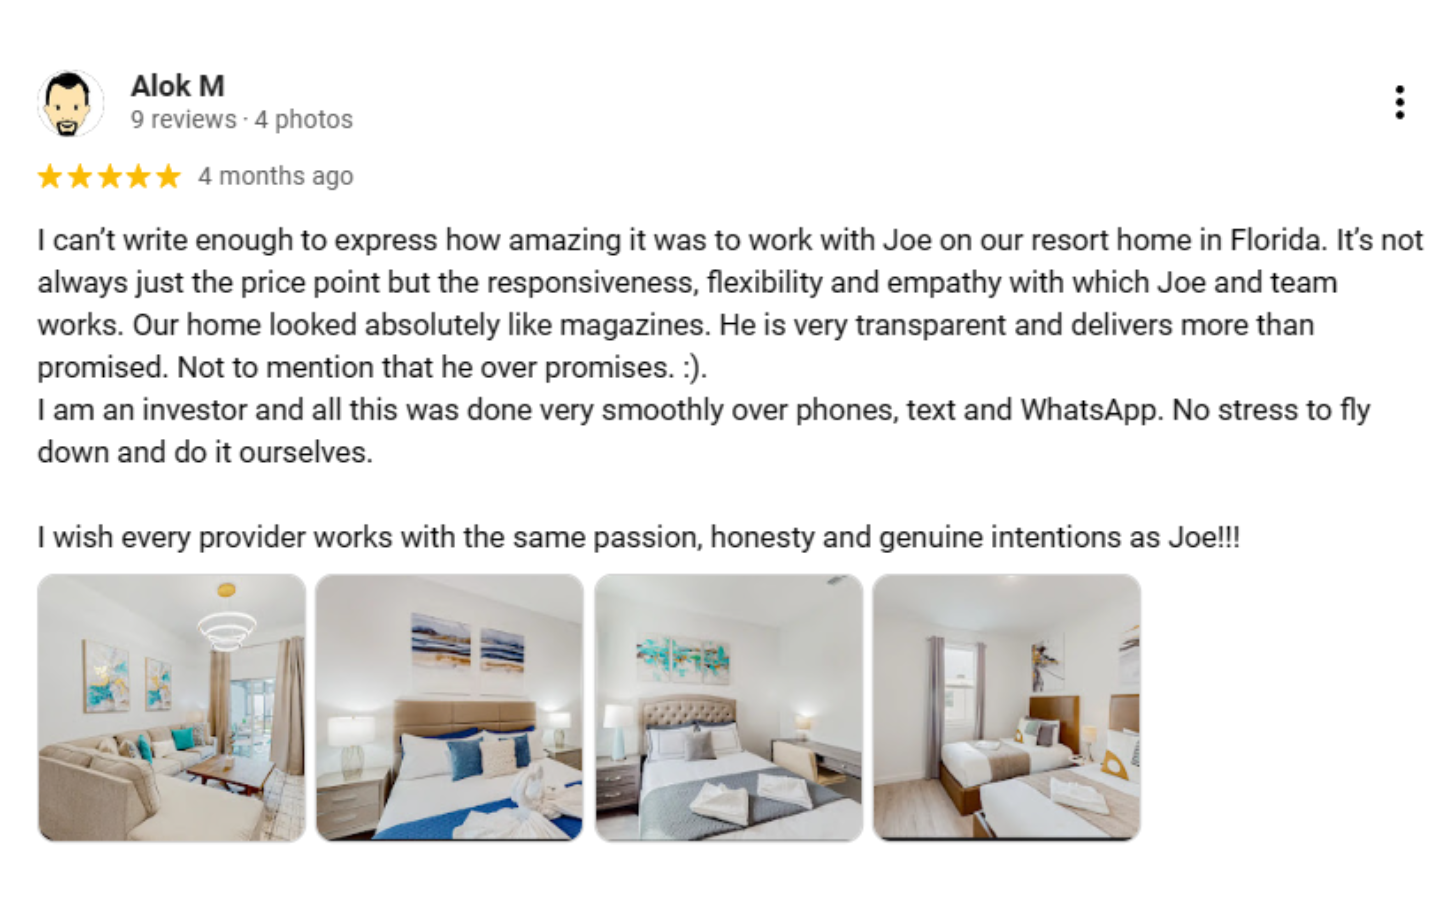 Alok M
9 reviews · 4 photos
4 months ago
I can’t write enough to express how amazing it was to work with Joe on our resort home in Florida. It’s not
always just the price point but the responsiveness, flexibility and empathy with which Joe and team
works. Our home looked absolutely like magazines. He is very transparent and delivers more than
promised. Not to mention that he over promises. :).
I am an investor and all this was done very smoothly over phones, text and WhatsApp. No stress to fly
down and do it ourselves.
I wish every provider works with the same passion, honesty and genuine intentions as Joe!!!